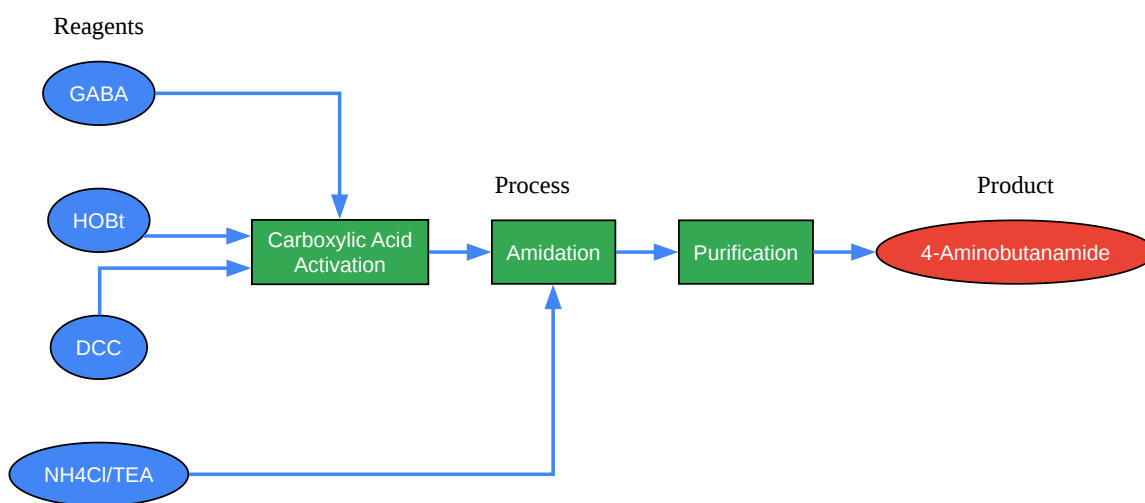 Reagents
GABA
HOBt
DCC
NH4Cl/TEA
Process
Carboxylic Acid
Activation
Amidation
Purification
Product
4-Aminobutanamide